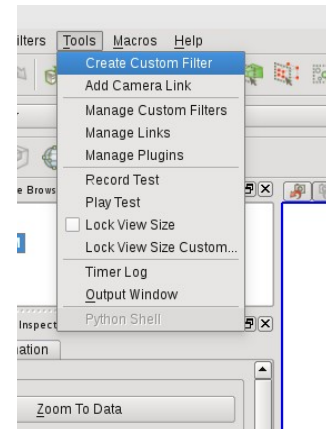 ilters Tools Macros Help
Create Custom Filter
Add Camera Link
Manage Custom Filters
Manage Links
Manage Plugins
e Brows
Record Test
Play Test
Lock View Size
Lock View Size Custom...
Timer Log
Output Window
Inspect
Python Shell
ation
Zoom To Data